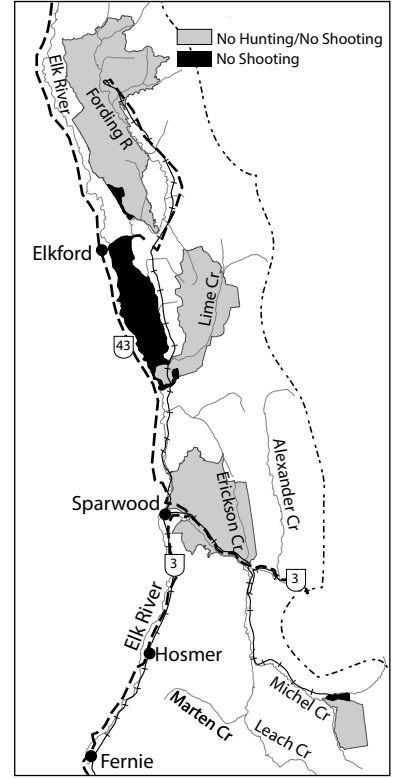 No Hunting/No Shooting
No Shooting
Elk River
Fording R
Elkford
Lime Cr
43
Erickson Cr
Alexander Cr
Sparwood
3
3
Elk River
Hosmer
Michel Cr
Marten Cr
Leach Cr
Fernie